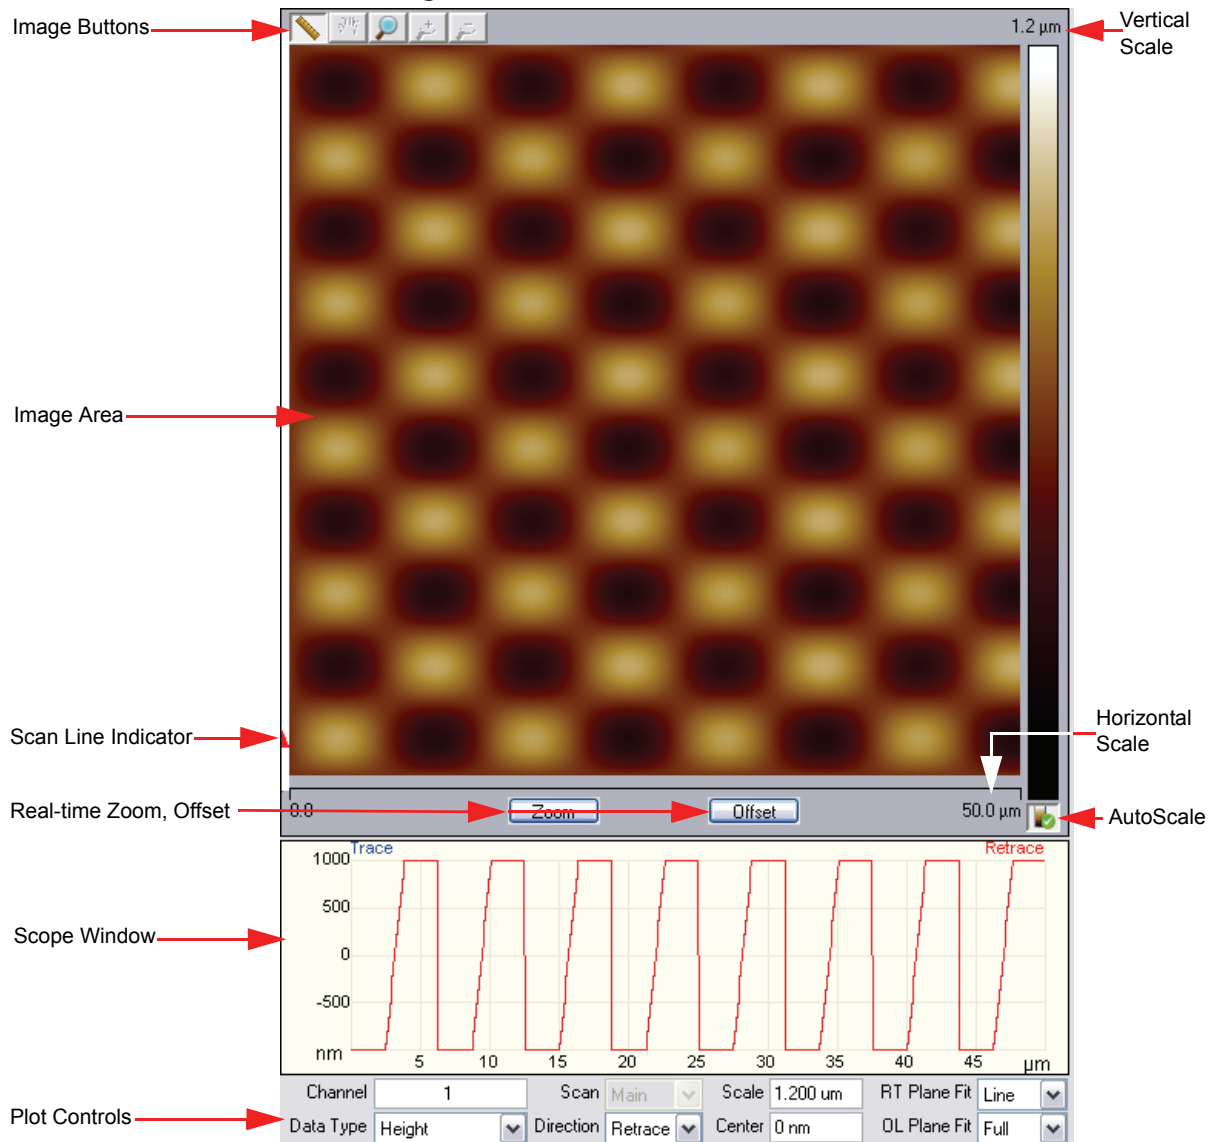 Image Buttons
1.2 µm
Vertical
Scale
Image Area
Scan Line Indicator
Horizontal
Scale
Real-time Zoom, Offset
0.0
Zoom
Offset
50.0 µm
AutoScale
Trace
Retrace
1000
500
0
-500
nm
5 10 15 20 25 30 35 40 45 µm
Scope Window
Channel 1 Scan Main Scale 1.200 um RT Plane Fit Line
Plot Controls
Data Type Height Direction Retrace Center 0 nm OL Plane Fit Full